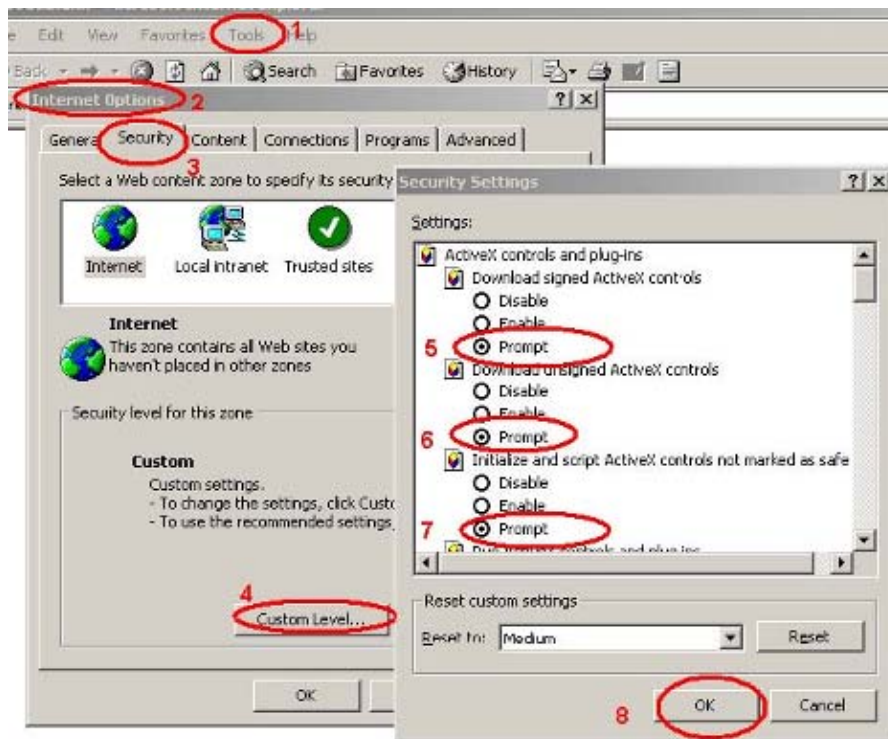 Edit View Favorites Tools Help 1
Back Search Favorites History
Internet Options 2
General Security Content Connections Programs Advanced
3
Select a Web content zone to specify its security
Internet Local intranet Trusted sites
Internet
This zone contains all Web sites you
haven't placed in other
zones
Security level for this zone
Custom
Custom settings.
- To change the settings, click Custo
- To use the recommended settings,
4
Custom Level...
OK
Security Settings
Settings:
ActiveX controls and plug-ins
Download signed ActiveX controls
Disable
Enable
5 Prompt
Download unsigned ActiveX controls
Disable
Enable
6 Prompt
Initialize and script ActiveX controls not marked as safe
Disable
Enable
7 Prompt
Run ActiveX controls and plug-ins
Reset custom settings
Reset to: Medium Reset
8 OK Cancel